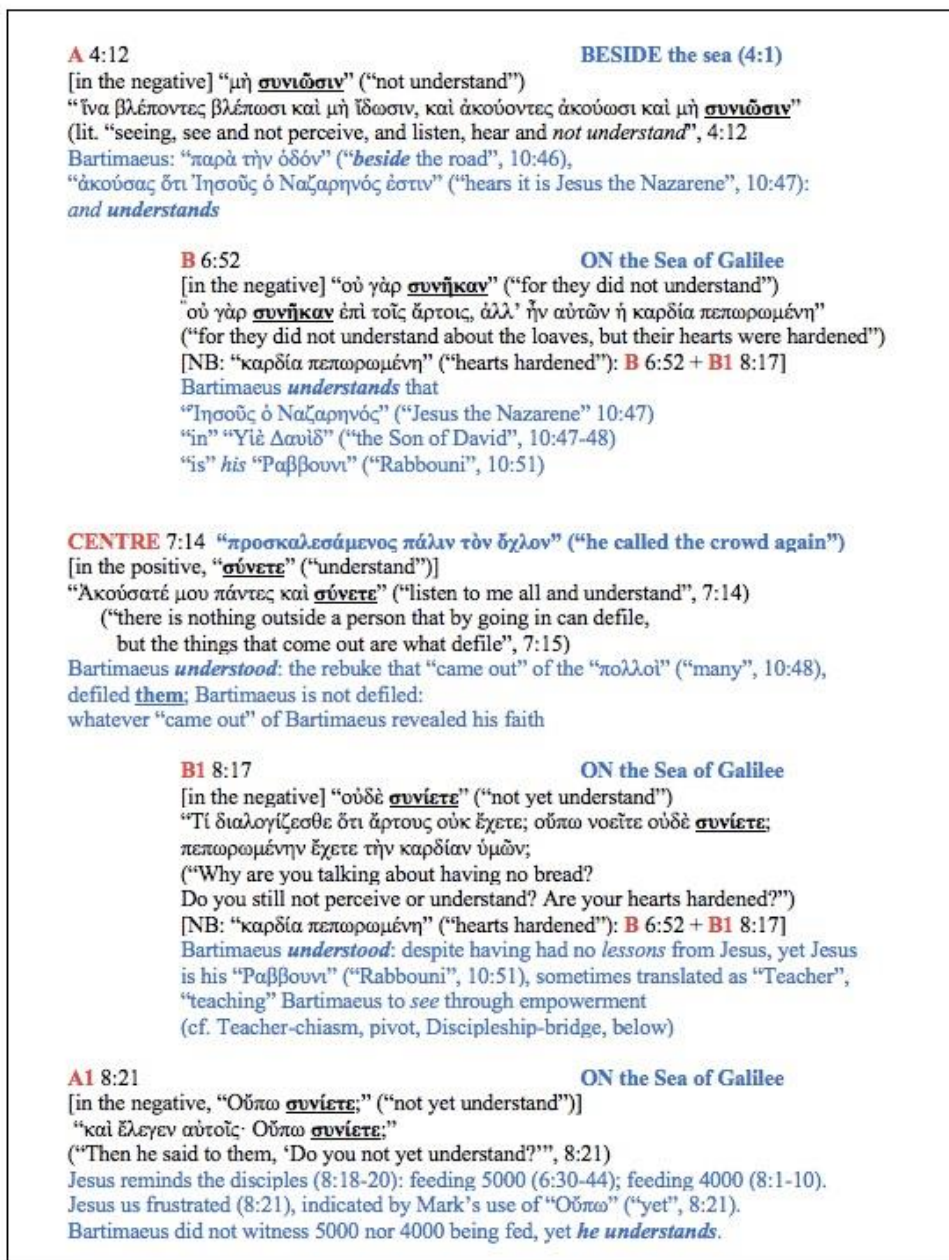 A 4:12 BESIDE the sea (4:1)
[in the negative] “μὴ συνιῶσιν” (“not understand”)
“ἵνα βλέποντες βλέπωσι καὶ μὴ ἴδωσιν, καὶ ἀκούοντες ἀκούωσι καὶ μὴ συνιῶσιν”
(lit. “seeing, see and not perceive, and listen, hear and not understand”, 4:12
Bartimaeus: “παρὰ τὴν ὁδόν” (“beside the road”, 10:46),
“ἀκούσας ὅτι Ἰησοῦς ὁ Ναζαρηνός ἐστιν” (“hears it is Jesus the Nazarene”, 10:47):
and understands
B 6:52 ON the Sea of Galilee
[in the negative] “οὐ γὰρ συνῆκαν” (“for they did not understand”)
“οὐ γὰρ συνῆκαν ἐπὶ τοῖς ἄρτοις, ἀλλ’ ἦν αὐτῶν ἡ καρδία πεπωρωμένη”
(“for they did not understand about the loaves, but their hearts were hardened”)
[NB: “καρδία πεπωρωμένη” (“hearts hardened”): B 6:52 + B1 8:17]
Bartimaeus understands that
“Ἰησοῦς ὁ Ναζαρηνός” (“Jesus the Nazarene” 10:47)
“in” “Υἱὲ Δαυὶδ” (“the Son of David”, 10:47-48)
“is” his “Ραββουνι” (“Rabbouni”, 10:51)
CENTRE 7:14 “προσκαλεσάμενος πάλιν τὸν ὄχλον” (“he called the crowd again”)
[in the positive, “σύνετε” (“understand”)]
“Ἀκούσατέ μου πάντες καὶ σύνετε” (“listen to me all and understand”, 7:14)
(“there is nothing outside a person that by going in can defile,
but the things that come out are what defile”, 7:15)
Bartimaeus understood: the rebuke that “came out” of the “πολλοὶ” (“many”, 10:48),
defiled them; Bartimaeus is not defiled:
whatever “came out” of Bartimaeus revealed his faith
B1 8:17 ON the Sea of Galilee
[in the negative] “οὐδὲ συνίετε” (“not yet understand”)
“Τί διαλογίζεσθε ὅτι ἄρτους οὐκ ἔχετε; οὔπω νοεῖτε οὐδὲ συνίετε;
πεπωρωμένην ἔχετε τὴν καρδίαν ὑμῶν;
(“Why are you talking about having no bread?
Do you still not perceive or understand? Are your hearts hardened?”)
[NB: “καρδία πεπωρωμένη” (“hearts hardened”): B 6:52 + B1 8:17]
Bartimaeus understood: despite having had no lessons from Jesus, yet Jesus
is his “Ραββουνι” (“Rabbouni”, 10:51), sometimes translated as “Teacher”,
“teaching” Bartimaeus to see through empowerment
(cf. Teacher-chiasm, pivot, Discipleship-bridge, below)
A1 8:21 ON the Sea of Galilee
[in the negative, “Οὔπω συνίετε;” (“not yet understand”)]
“καὶ ἔλεγεν αὐτοῖς· Οὔπω συνίετε;”
(“Then he said to them, ‘Do you not yet understand?’”, 8:21)
Jesus reminds the disciples (8:18-20): feeding 5000 (6:30-44); feeding 4000 (8:1-10).
Jesus us frustrated (8:21), indicated by Mark’s use of “Οὔπω” (“yet”, 8:21).
Bartimaeus did not witness 5000 nor 4000 being fed, yet he understands.